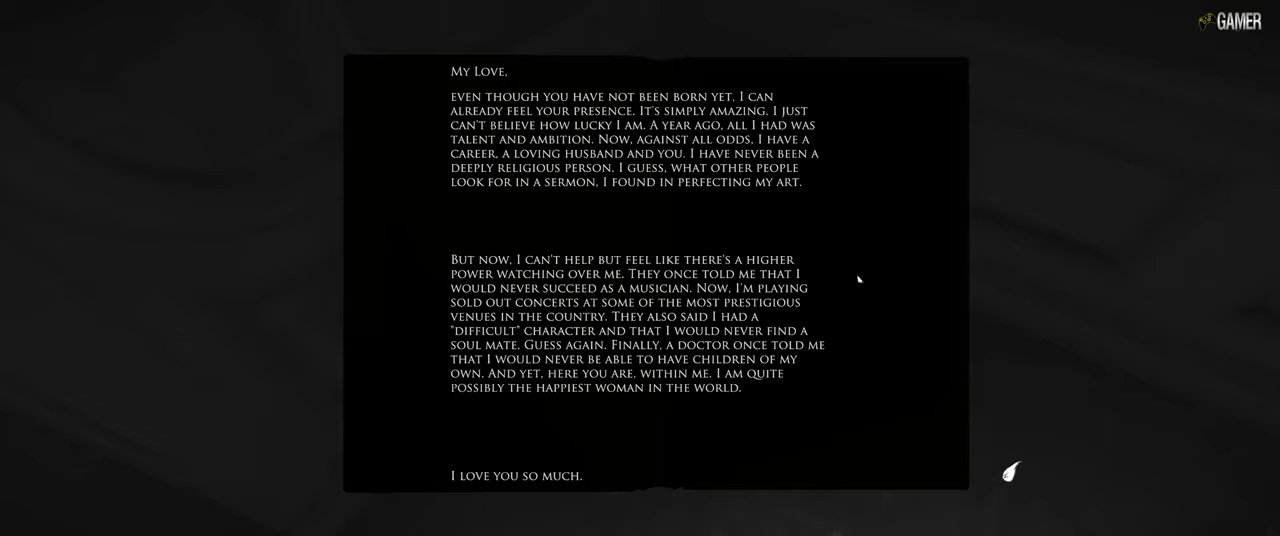 GAMER
My Love,
even though you have not been born yet, I can
already feel your presence. It's simply amazing. I just
can't believe how lucky I am. A year ago, all I had was
talent and ambition. Now, against all odds, I have a
career, a loving husband and you. I have never been a
deeply religious person. I guess, what other people
look for in a sermon, I found in perfecting my art.
But now, I can't help but feel like there's a higher
power watching over me. They once told me that I
would never succeed as a musician. Now, I'm playing
sold out concerts at some of the most prestigious
venues in the country. They also said I had a
"difficult" character and that I would never find a
soul mate. Guess again. Finally, a doctor once told me
that I would never be able to have children of my
own. And yet, here you are, within me. I am quite
possibly the happiest woman in the world.
I love you so much.